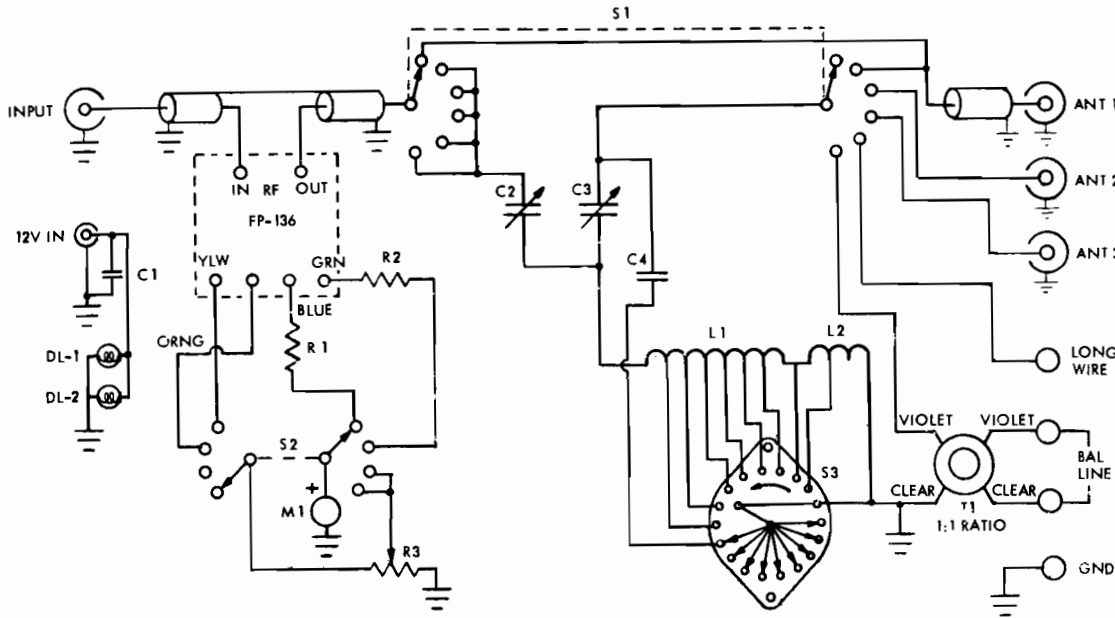 S1
INPUT
ANT 1
IN RF OUT
C2
C3
ANT 2
FP-136
12V IN
C4
ANT 3
YLW
GRN
R2
C1
BLUE
ORNG
R1
L1
L2
DL-1
LONG
WIRE
DL-2
VIOLET
VIOLET
S2
S3
BAL
LINE
+
M1
CLEAR
CLEAR
T1
1:1 RATIO
R3
GND